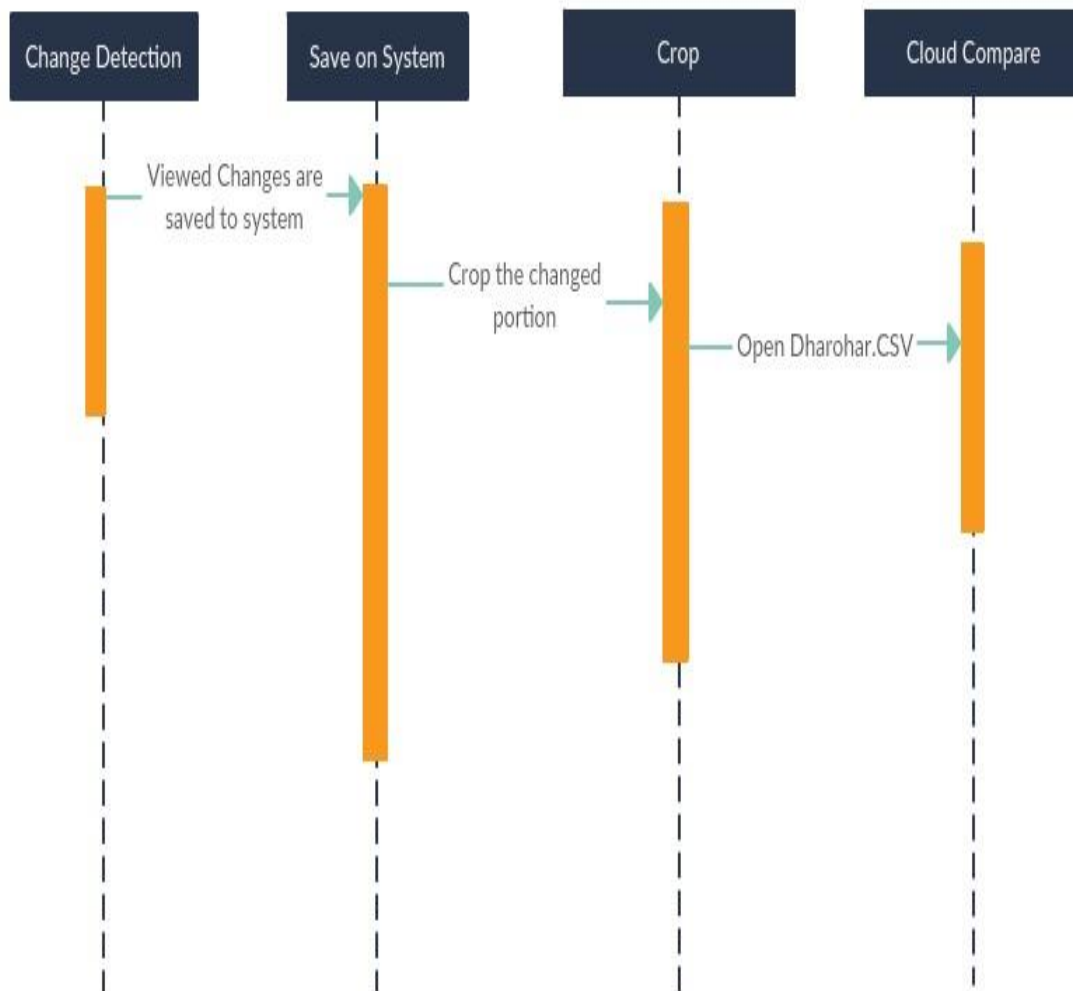 Change Detection
Save on System
Crop
Cloud Compare
Viewed Changes are
saved to system
Crop the changed
portion
Open Dharohar.CSV